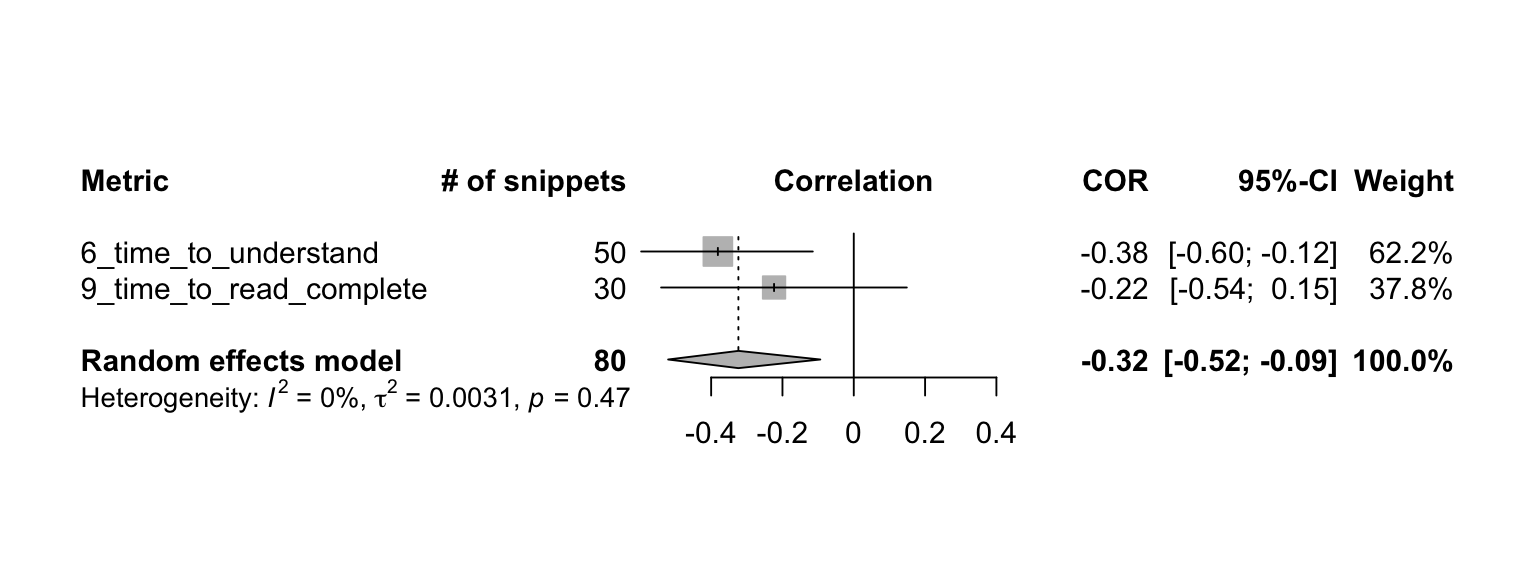 Metric # of snippets Correlation COR 95%-CI Weight
6_time_to_understand 50 -0.38 [-0.60; -0.12] 62.2%
9_time_to_read_complete 30 -0.22 [-0.54; 0.15] 37.8%
Random effects model 80 -0.32 [-0.52; -0.09] 100.0%
Heterogeneity: I² = 0%, τ² = 0.0031, p = 0.47
-0.4 -0.2 0 0.2 0.4